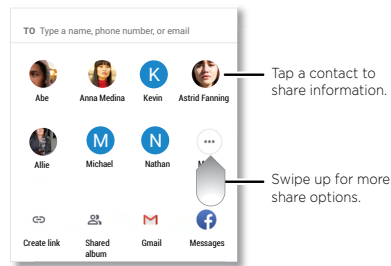 TO Type a name, phone number, or email
Abe Anna Medina Kevin Astrid Fanning
Tap a contact to
share information.
K
M N
Allie Michael Nathan
Swipe up for more
share options.
Create link Shared album Gmail Messages